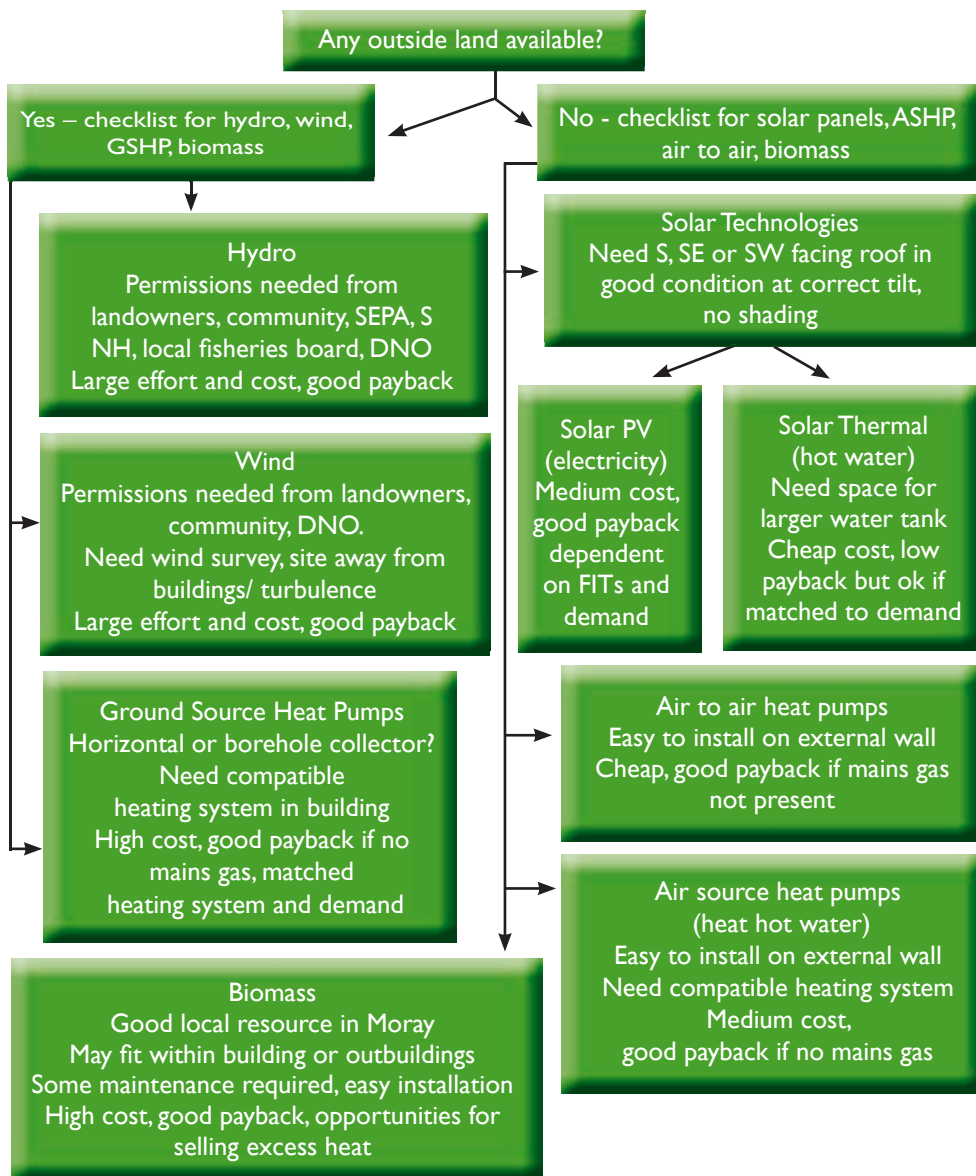 Any outside land available?
Yes – checklist for hydro, wind,
GSHP, biomass
No - checklist for solar panels, ASHP,
air to air, biomass
Hydro
Permissions needed from
landowners, community, SEPA, S
NH, local fisheries board, DNO
Large effort and cost, good payback
Wind
Permissions needed from landowners,
community, DNO.
Need wind survey, site away from
buildings/ turbulence
Large effort and cost, good payback
Ground Source Heat Pumps
Horizontal or borehole collector?
Need compatible
heating system in building
High cost, good payback if no
mains gas, matched
heating system and demand
Biomass
Good local resource in Moray
May fit within building or outbuildings
Some maintenance required, easy installation
High cost, good payback, opportunities for
selling excess heat
Solar Technologies
Need S, SE or SW facing roof in
good condition at correct tilt,
no shading
Solar PV
(electricity)
Medium cost,
good payback
dependent
on FITs and
demand
Solar Thermal
(hot water)
Need space for
larger water tank
Cheap cost, low
payback but ok if
matched to demand
Air to air heat pumps
Easy to install on external wall
Cheap, good payback if mains gas
not present
Air source heat pumps
(heat hot water)
Easy to install on external wall
Need compatible heating system
Medium cost,
good payback if no mains gas